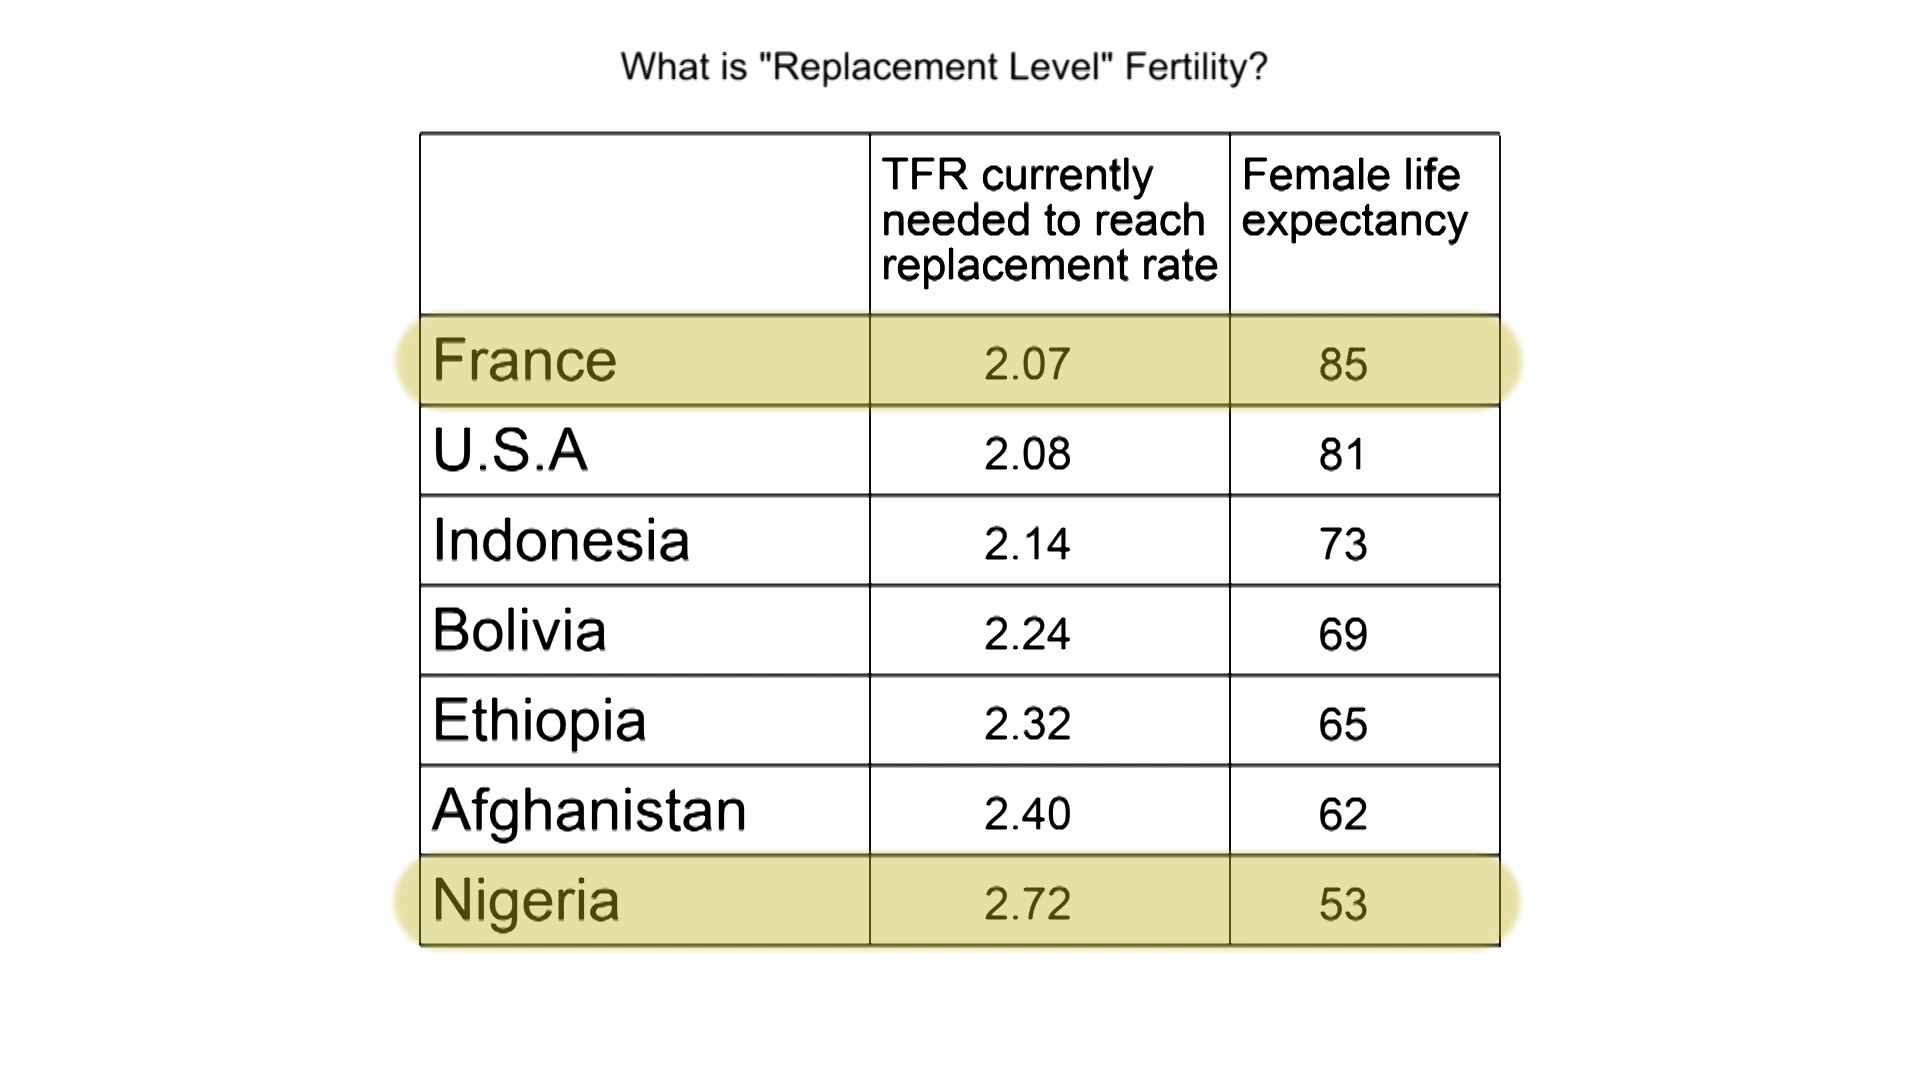 What is "Replacement Level" Fertility?
TFR currently
needed to reach
replacement rate
Female life
expectancy
France 2.07 85
U.S.A 2.08 81
Indonesia 2.14 73
Bolivia 2.24 69
Ethiopia 2.32 65
Afghanistan 2.40 62
Nigeria 2.72 53